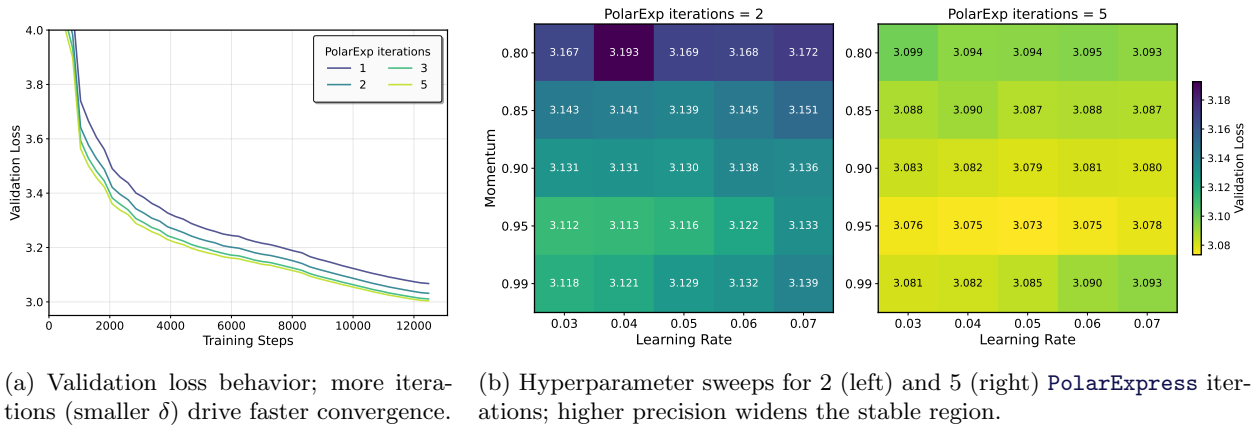 4.0
3.8
3.6
3.4
3.2
3.0
Validation Loss
0 2000 4000 6000 8000 10000 12000
Training Steps
PolarExp iterations
1 3
2 5
PolarExp iterations = 2
0.80 3.167 3.193 3.169 3.168 3.172
0.85 3.143 3.141 3.139 3.145 3.151
0.90 3.131 3.131 3.130 3.138 3.136
0.95 3.112 3.113 3.116 3.122 3.133
0.99 3.118 3.121 3.129 3.132 3.139
Momentum
0.03 0.04 0.05 0.06 0.07
Learning Rate
PolarExp iterations = 5
0.80 3.099 3.094 3.094 3.095 3.093
0.85 3.088 3.090 3.087 3.088 3.087
0.90 3.083 3.082 3.079 3.081 3.080
0.95 3.076 3.075 3.073 3.075 3.078
0.99 3.081 3.082 3.085 3.090 3.093
0.03 0.04 0.05 0.06 0.07
Learning Rate
3.18
3.16
3.14
3.12
3.10
3.08
Validation Loss
(a) Validation loss behavior; more itera-
tions (smaller δ) drive faster convergence.
(b) Hyperparameter sweeps for 2 (left) and 5 (right) PolarExpress iter-
ations; higher precision widens the stable region.